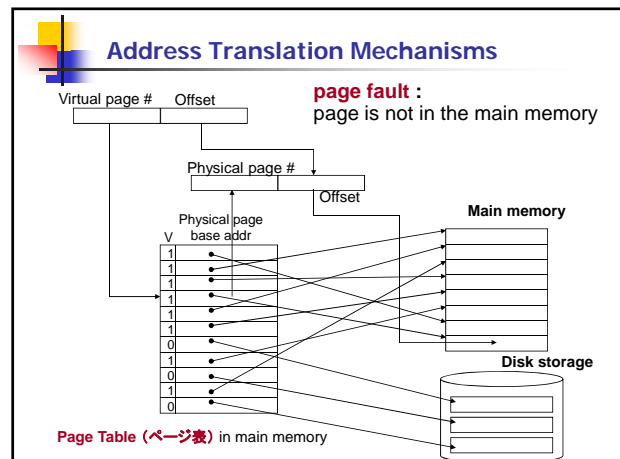 Address Translation Mechanisms
Virtual page #
Offset
page fault :
page is not in the main memory
Physical page #
Offset
Main memory
Physical page
base addr
V
1
1
1
1
1
1
0
1
0
1
0
Disk storage
Page Table (ページ表) in main memory